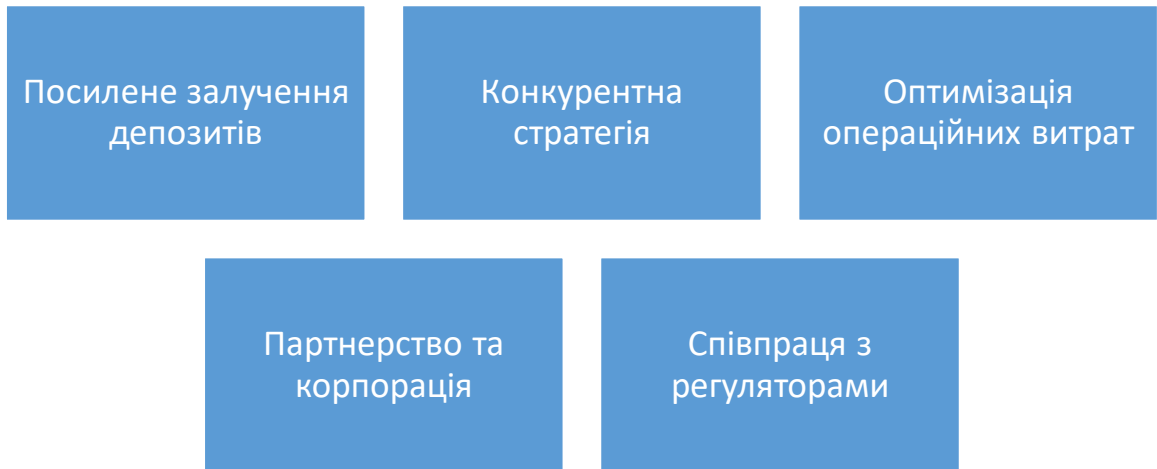 Посилене залучення
депозитів
Конкурентна
стратегія
Оптимізація
операційних витрат
Партнерство та
корпорація
Співпраця з
регуляторами